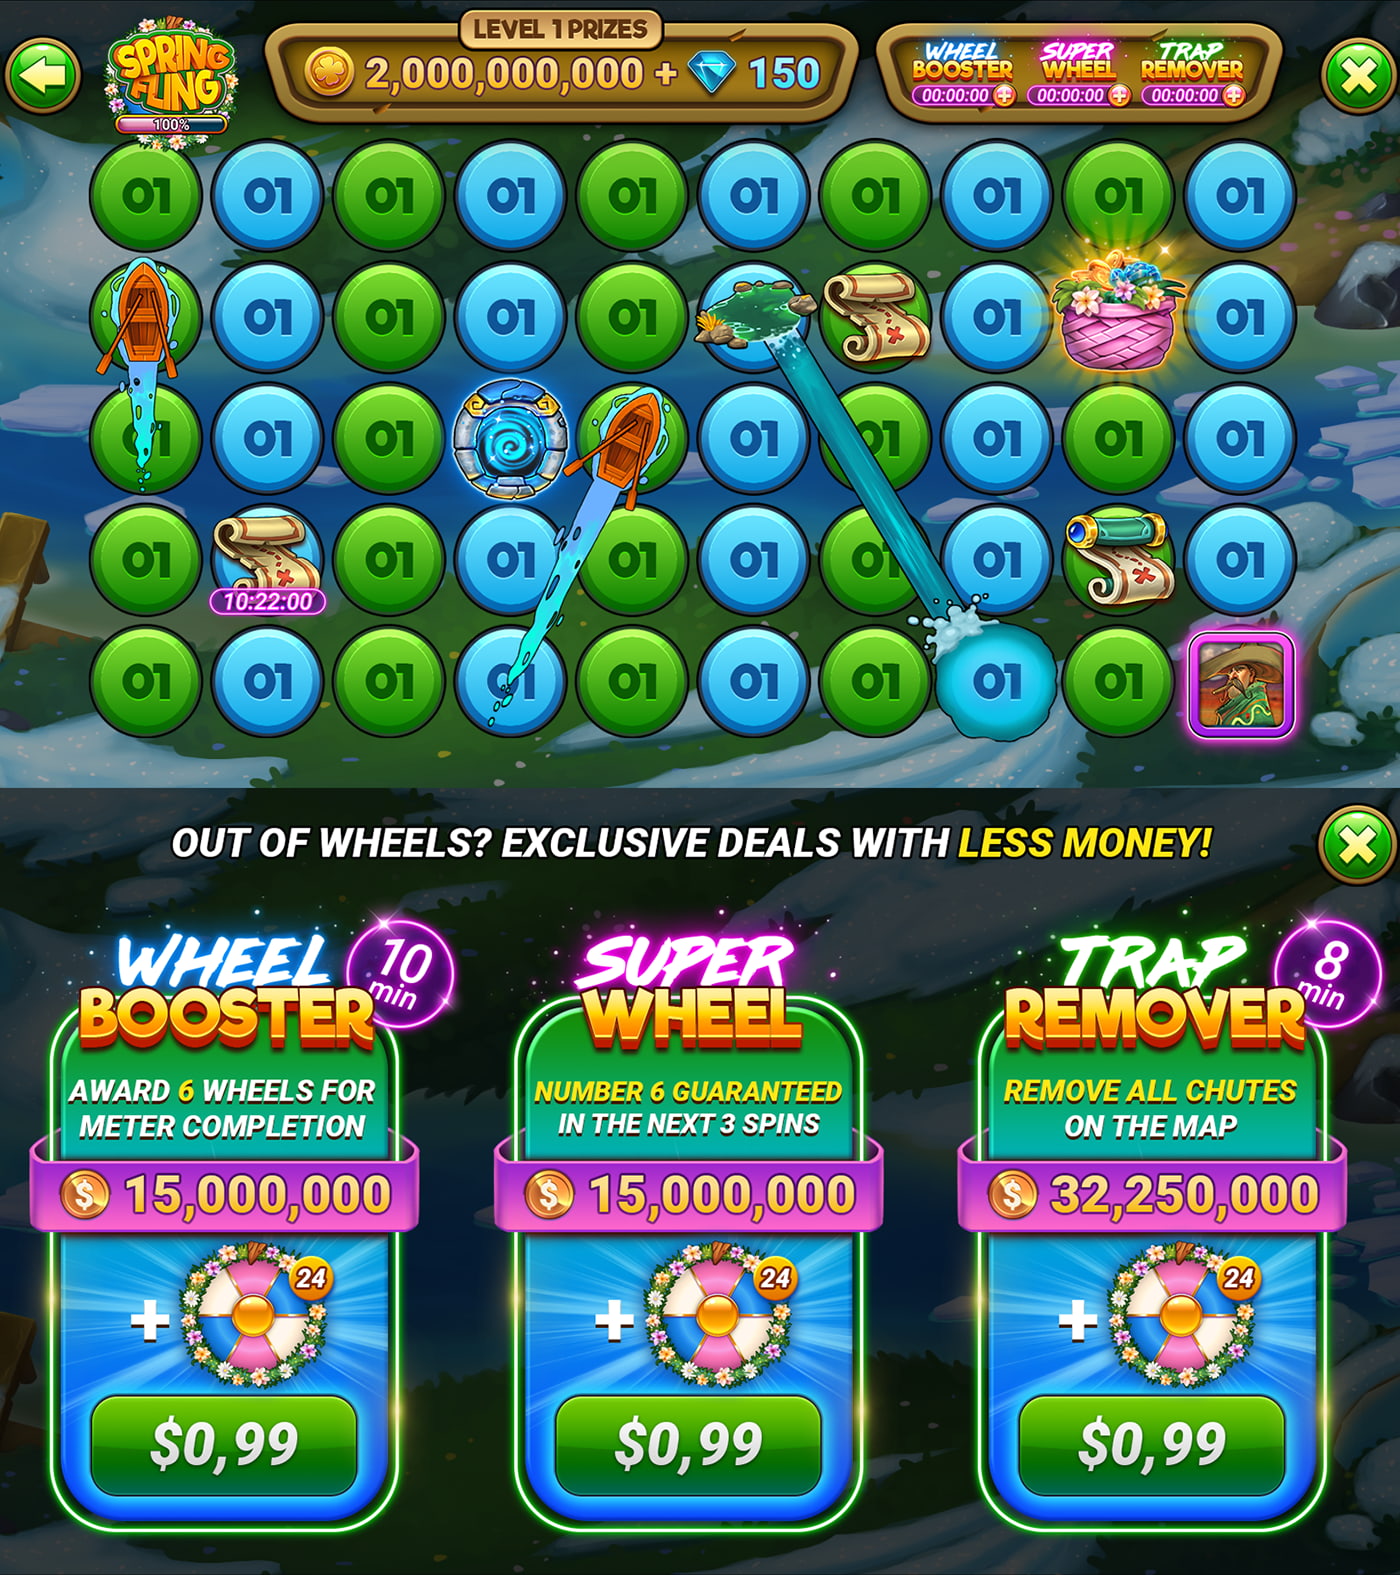 SPRING
FLING
100%
LEVEL 1 PRIZES
2,000,000,000 + 150
WHEEL
BOOSTER
00:00:00
SUPER
WHEEL
00:00:00
TRAP
REMOVER
00:00:00
01 01 01 01 01 01 01 01 01 01
01 01 01 01 01
01 01 01 01 01 01 01
01 01 01 01 01 01 01 01
10:22:00
01 01 01 01 01 01 01 01 01
OUT OF WHEELS? EXCLUSIVE DEALS WITH LESS MONEY!
WHEEL
BOOSTER
10
min
AWARD 6 WHEELS FOR
METER COMPLETION
$ 15,000,000
+ 24
$0,99
SUPER
WHEEL
NUMBER 6 GUARANTEED
IN THE NEXT 3 SPINS
$ 15,000,000
+ 24
$0,99
TRAP
REMOVER
8
min
REMOVE ALL CHUTES
ON THE MAP
$ 32,250,000
+ 24
$0,99